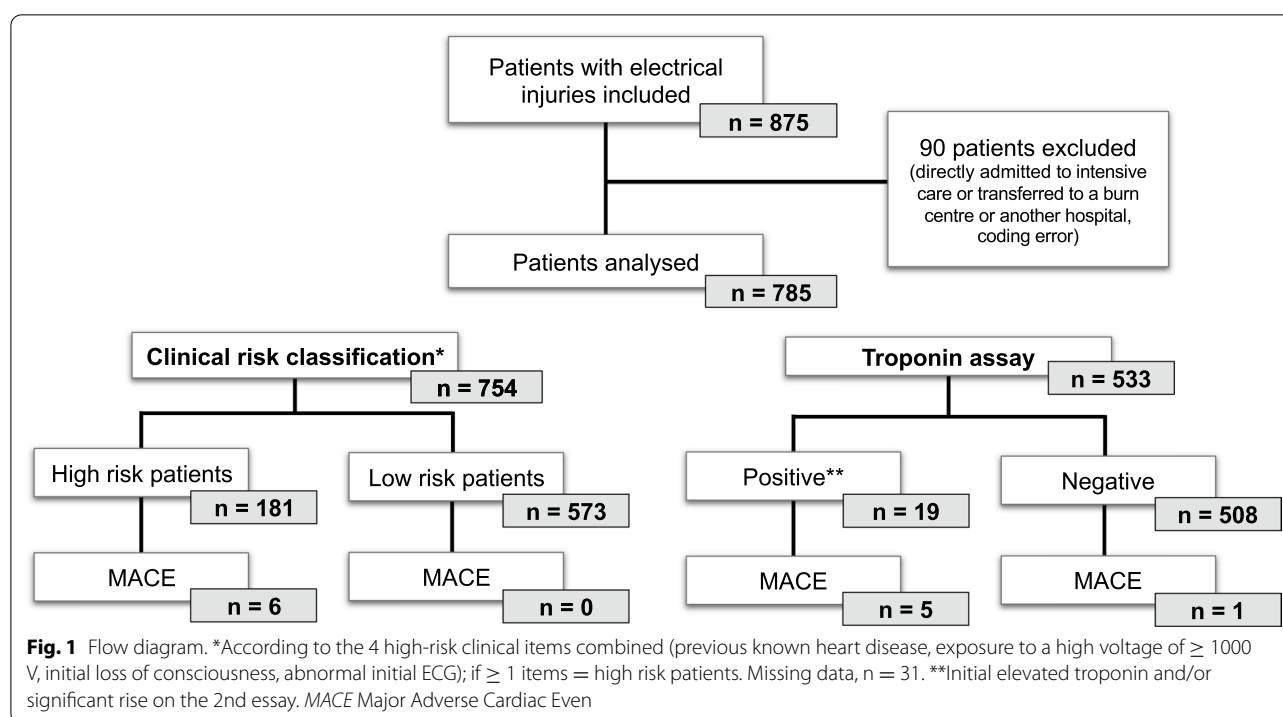 Patients with electrical
injuries included
n = 875
90 patients excluded
(directly admitted to intensive
care or transferred to a burn
centre or another hospital,
coding error)
Patients analysed
n = 785
Clinical risk classification*
n = 754
High risk patients
n = 181
MACE
n = 6
Low risk patients
n = 573
MACE
n = 0
Troponin assay
n = 533
Positive**
n = 19
MACE
n = 5
Negative
n = 508
MACE
n = 1
Fig. 1 Flow diagram. *According to the 4 high-risk clinical items combined (previous known heart disease, exposure to a high voltage of ≥ 1000
V, initial loss of consciousness, abnormal initial ECG); if ≥ 1 items = high risk patients. Missing data, n = 31. **Initial elevated troponin and/or
significant rise on the 2nd essay. MACE Major Adverse Cardiac Even